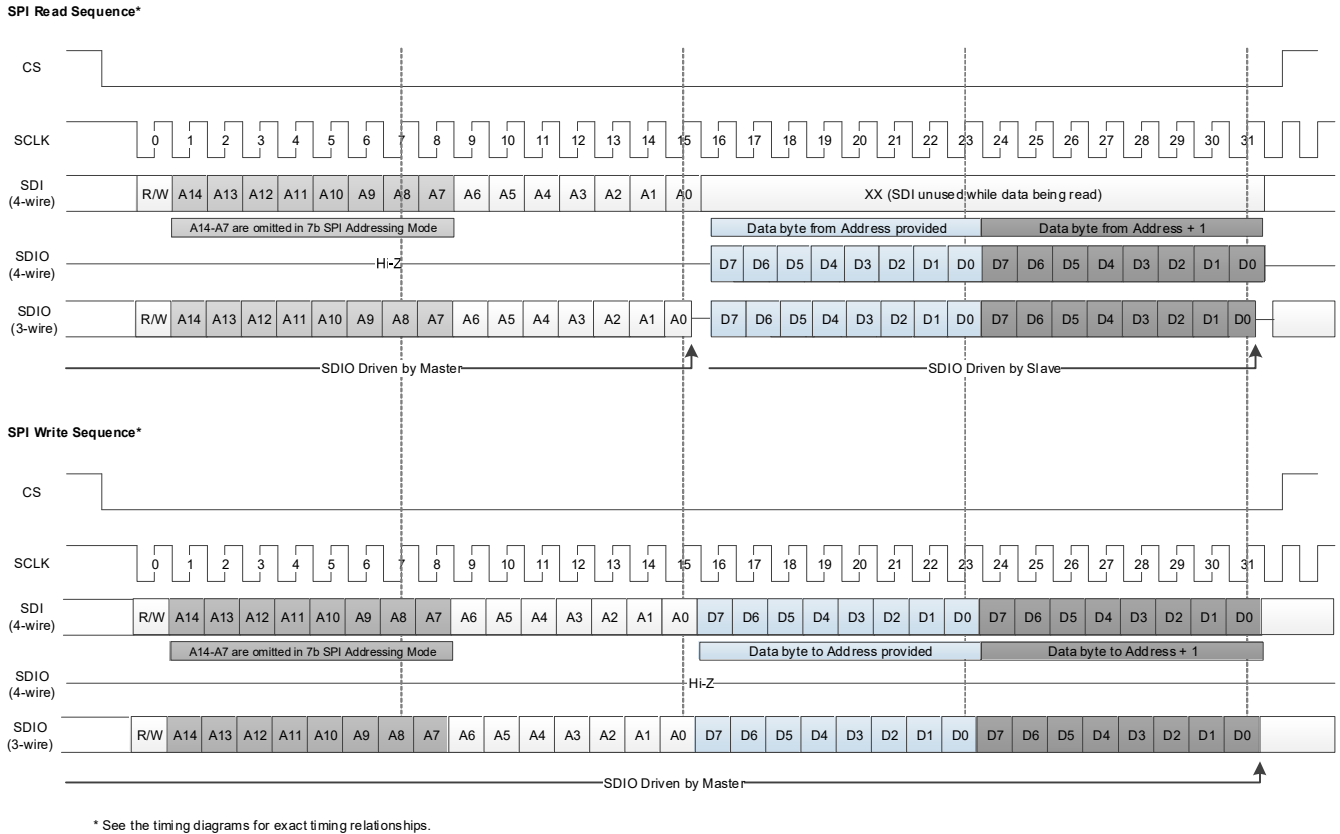 SPI Read Sequence*
CS
SCLK 0 1 2 3 4 5 6 7 8 9 10 11 12 13 14 15 16 17 18 19 20 21 22 23 24 25 26 27 28 29 30 31
SDI
(4-wire)
R/W A14 A13 A12 A11 A10 A9 A8 A7 A6 A5 A4 A3 A2 A1 A0 XX (SDI unused while data being read)
A14-A7 are omitted in 7b SPI Addressing Mode Data byte from Address provided Data byte from Address + 1
SDIO
(4-wire)
Hi-Z D7 D6 D5 D4 D3 D2 D1 D0 D7 D6 D5 D4 D3 D2 D1 D0
SDIO
(3-wire)
R/W A14 A13 A12 A11 A10 A9 A8 A7 A6 A5 A4 A3 A2 A1 A0 D7 D6 D5 D4 D3 D2 D1 D0 D7 D6 D5 D4 D3 D2 D1 D0
SDIO Driven by Master SDIO Driven by Slave
SPI Write Sequence*
CS
SCLK 0 1 2 3 4 5 6 7 8 9 10 11 12 13 14 15 16 17 18 19 20 21 22 23 24 25 26 27 28 29 30 31
SDI
(4-wire)
R/W A14 A13 A12 A11 A10 A9 A8 A7 A6 A5 A4 A3 A2 A1 A0 D7 D6 D5 D4 D3 D2 D1 D0 D7 D6 D5 D4 D3 D2 D1 D0
A14-A7 are omitted in 7b SPI Addressing Mode Data byte to Address provided Data byte to Address + 1
SDIO
(4-wire)
Hi-Z
SDIO
(3-wire)
R/W A14 A13 A12 A11 A10 A9 A8 A7 A6 A5 A4 A3 A2 A1 A0 D7 D6 D5 D4 D3 D2 D1 D0 D7 D6 D5 D4 D3 D2 D1 D0
SDIO Driven by Master
* See the timing diagrams for exact timing relationships.